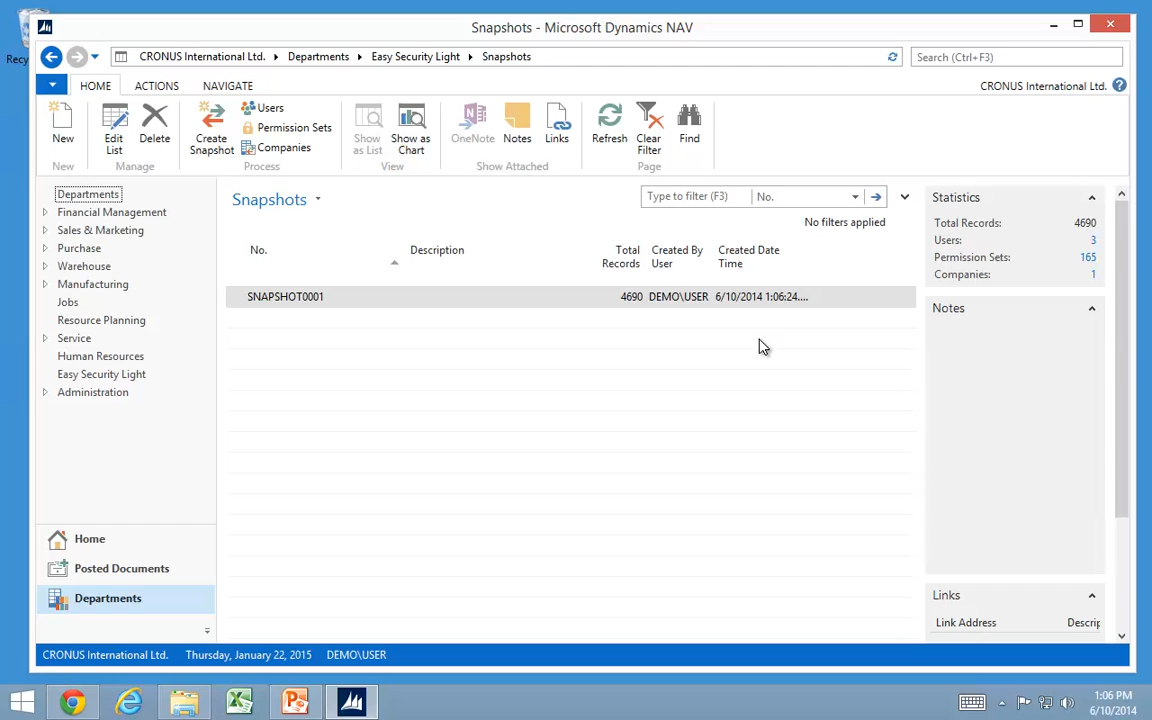 Recy
Snapshots - Microsoft Dynamics NAV
CRONUS International Ltd. Departments Easy Security Light Snapshots
Search (Ctrl+F3)
HOME ACTIONS NAVIGATE
CRONUS International Ltd.
New
Edit List
Delete
Create Snapshot
Users
Permission Sets
Companies
Show as List
Show as Chart
OneNote
Notes
Links
Refresh
Clear Filter
Find
New Manage Process View Show Attached Page
Departments
Financial Management
Sales & Marketing
Purchase
Warehouse
Manufacturing
Jobs
Resource Planning
Service
Human Resources
Easy Security Light
Administration
Home
Posted Documents
Departments
Snapshots
Type to filter (F3) No.
No filters applied
No. Description Total Records Created By User Created Date Time
SNAPSHOT0001 4690 DEMO\USER 6/10/2014 1:06:24....
Statistics
Total Records: 4690
Users: 3
Permission Sets: 165
Companies: 1
Notes
Links
Link Address Descrip
CRONUS International Ltd. Thursday, January 22, 2015 DEMO\USER
1:06 PM
6/10/2014